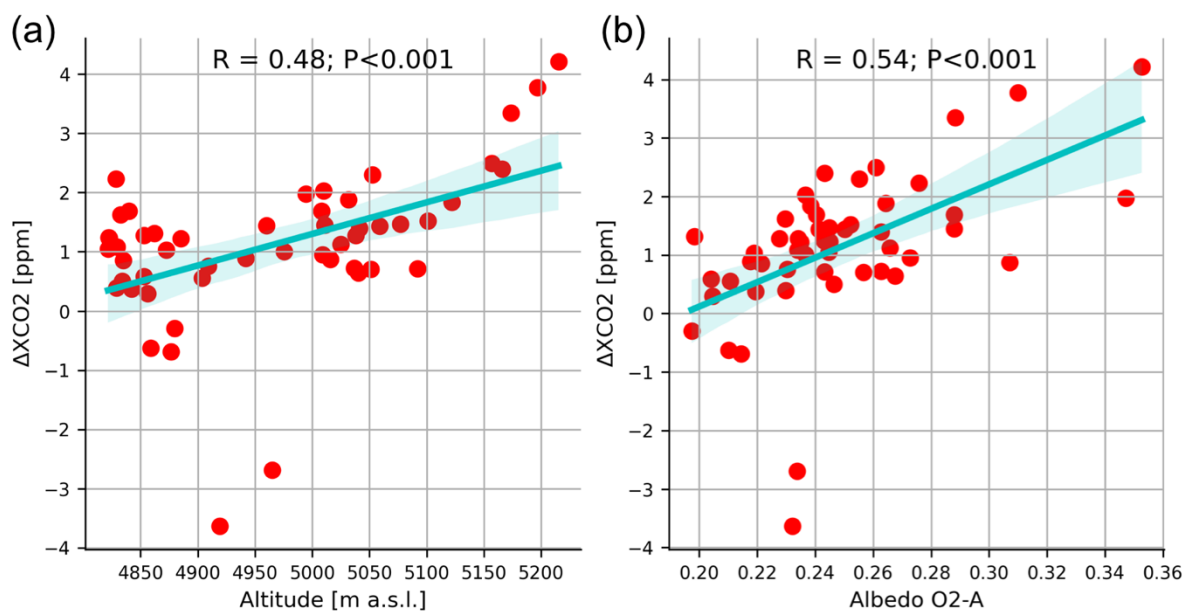 (a)
R = 0.48; P<0.001
ΔXCO2 [ppm]
4
3
2
1
0
−1
−2
−3
−4
4850 4900 4950 5000 5050 5100 5150 5200
Altitude [m a.s.l.]
(b)
R = 0.54; P<0.001
ΔXCO2 [ppm]
4
3
2
1
0
−1
−2
−3
−4
0.20 0.22 0.24 0.26 0.28 0.30 0.32 0.34 0.36
Albedo O2-A